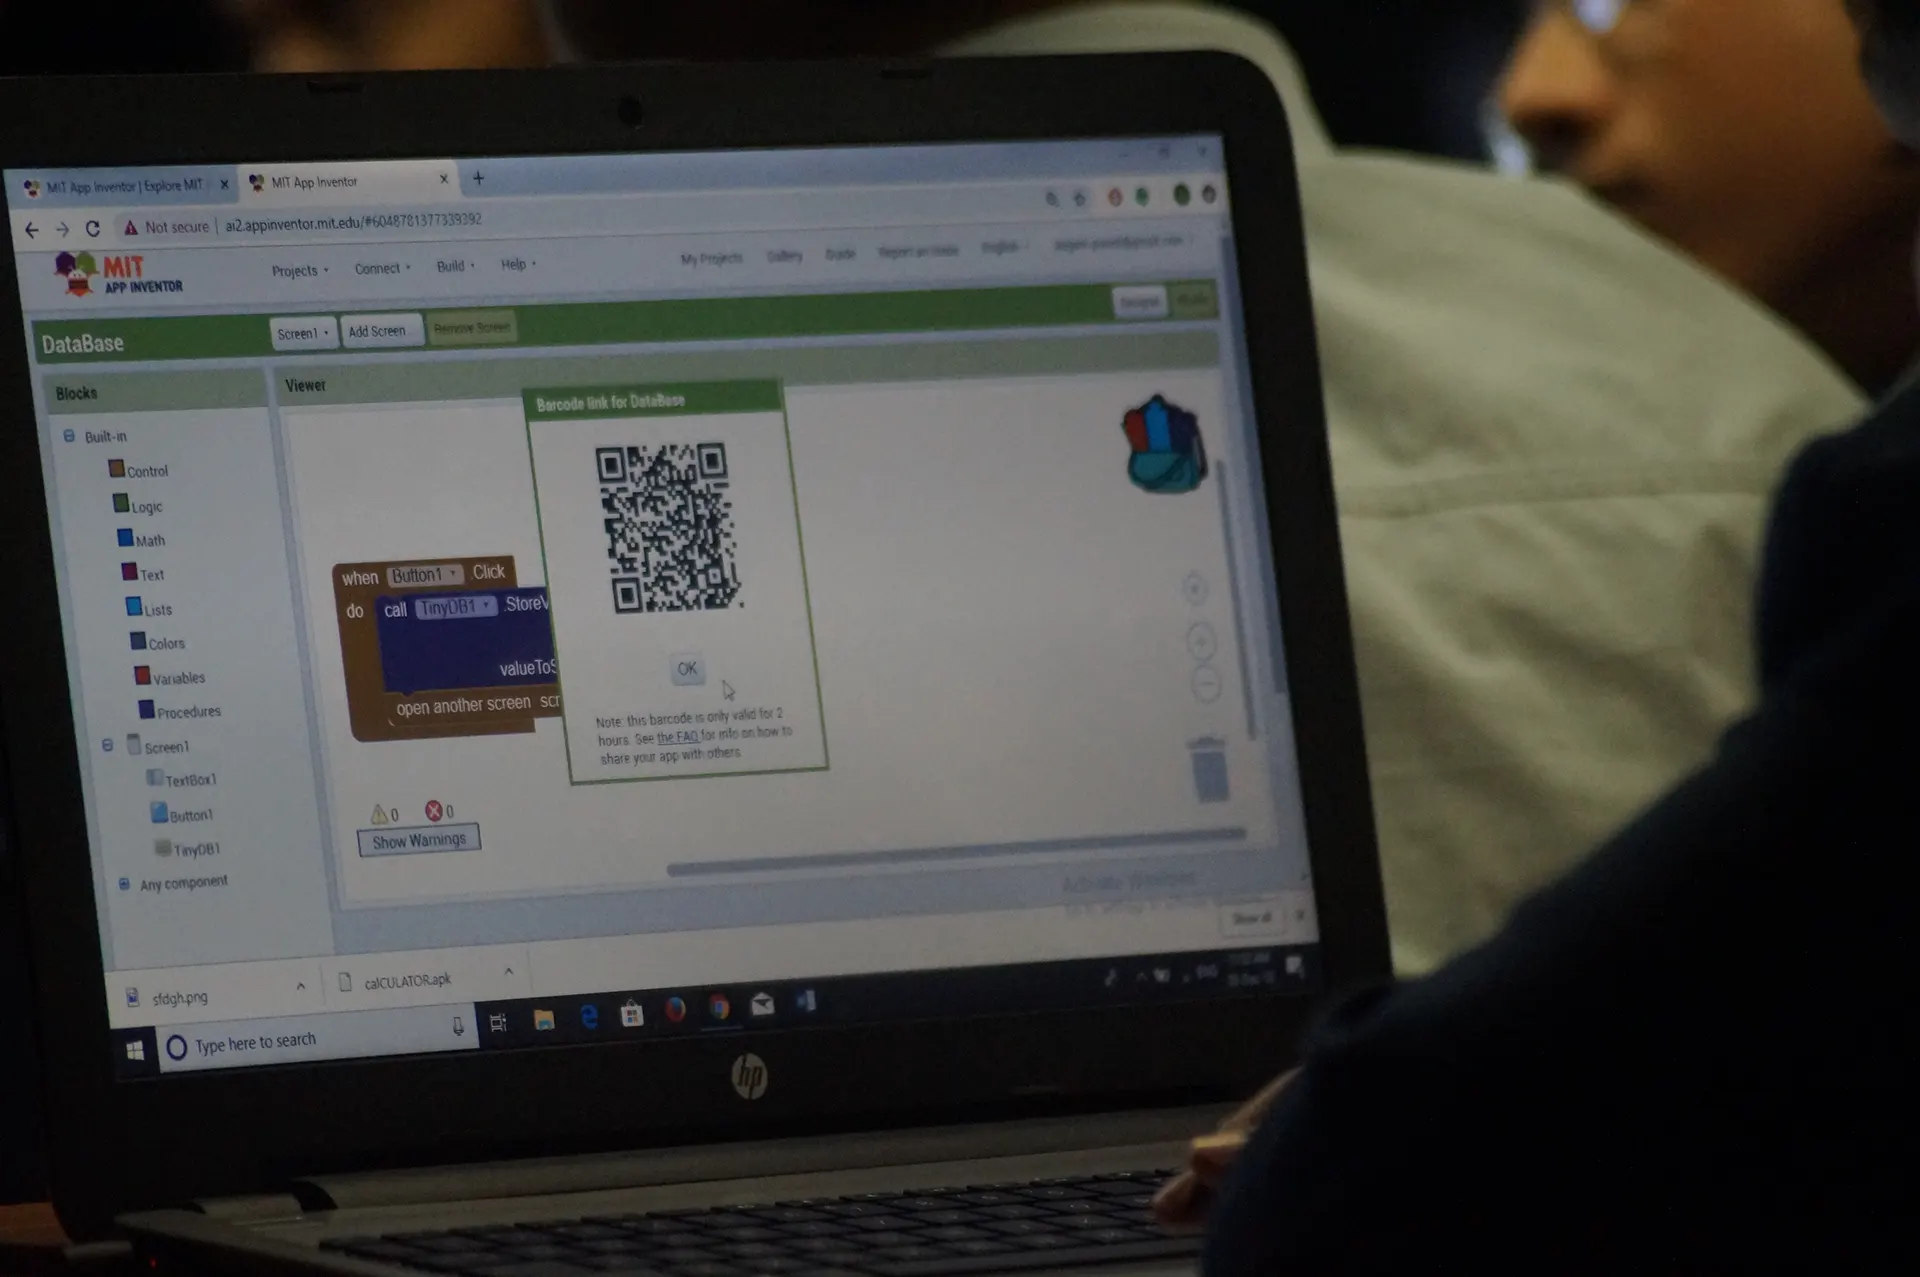 MIT App Inventor | Explore MIT
MIT App Inventor
Not secure | ai2.appinventor.mit.edu/#6048781377339392
MIT
APP INVENTOR
Projects
Connect
Build
Help
My Projects
Gallery
Guide
Report an Issue
English
DataBase
Screen1
Add Screen
Remove Screen
Designer
Blocks
Viewer
Built-in
Control
Logic
Math
Text
Lists
Colors
Variables
Procedures
Screen1
TextBox1
Button1
TinyDB1
Any component
when Button1 .Click
do call TinyDB1 .StoreV
valueToS
open another screen scr
0 0
Show Warnings
Barcode link for DataBase
OK
Note: this barcode is only valid for 2
hours. See the FAQ for info on how to
share your app with others.
Activate Windows
Show all
sfdgh.png
calCULATOR.apk
Type here to search
ENG
hp